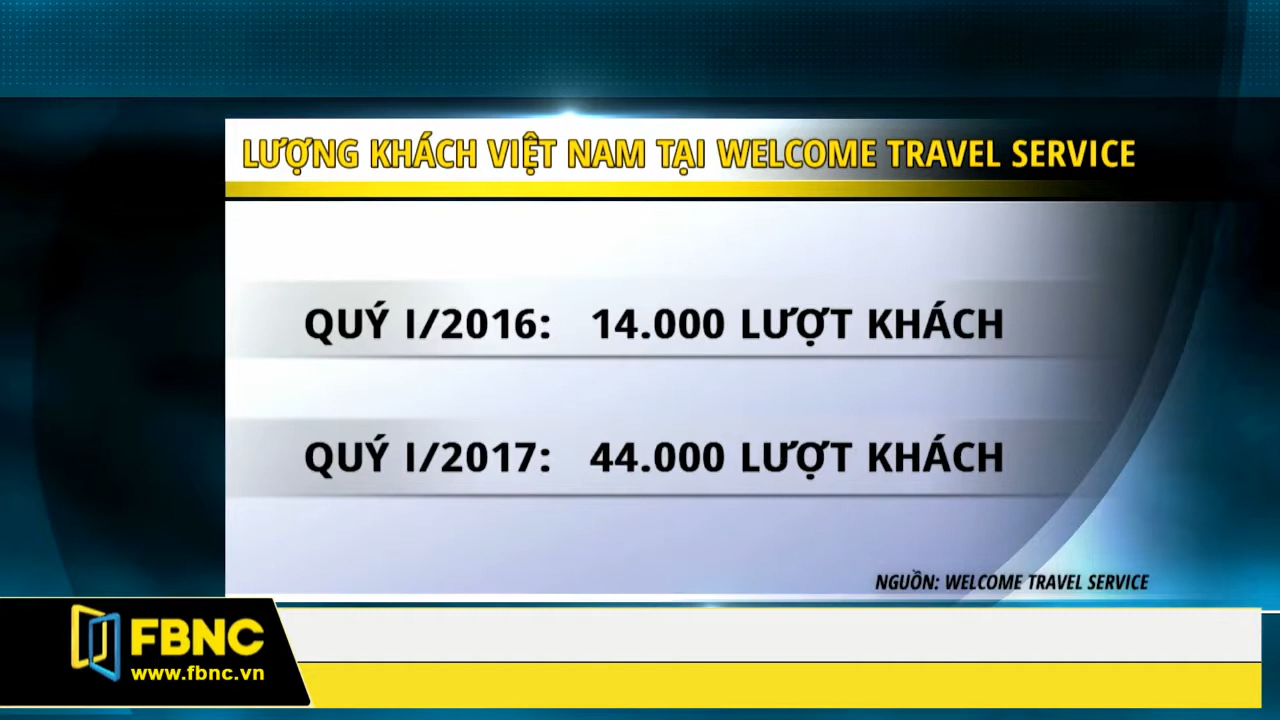 LƯỢNG KHÁCH VIỆT NAM TẠI WELCOME TRAVEL SERVICE
QUÝ I/2016: 14.000 LƯỢT KHÁCH
QUÝ I/2017: 44.000 LƯỢT KHÁCH
NGUỒN: WELCOME TRAVEL SERVICE
FBNC
www.fbnc.vn